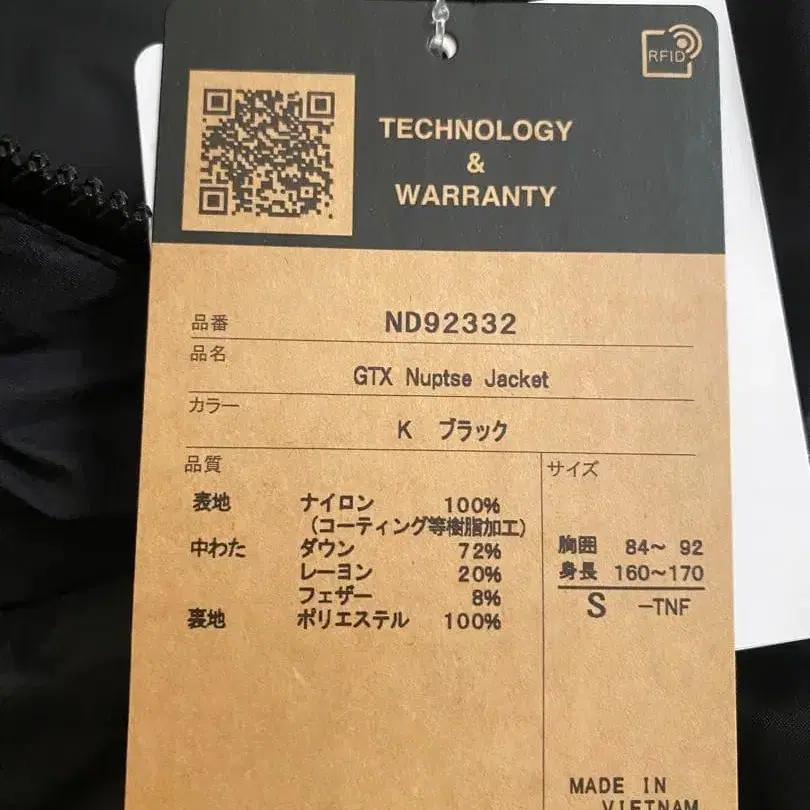 RFID
TECHNOLOGY
&
WARRANTY
品番 ND92332
品名
GTX Nuptse Jacket
カラー
K ブラック
品質
表地 ナイロン 100%
(コーティング等樹脂加工)
中わた ダウン 72%
レーヨン 20%
フェザー 8%
裏地 ポリエステル 100%
サイズ
胸囲 84~ 92
身長 160~170
S -TNF
MADE IN
VIETNAM